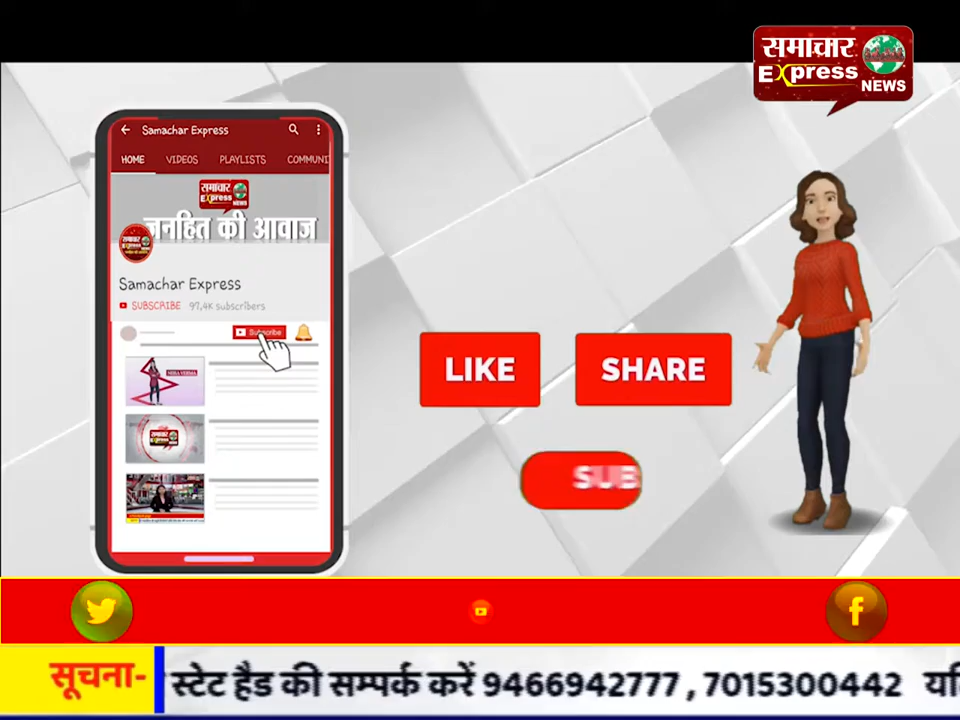 समाचार
Express
NEWS
Samachar Express
HOME VIDEOS PLAYLISTS COMMUNI
समाचार
Express
NEWS
जनहित की आवाज
Samachar Express
SUBSCRIBE 97.4K subscribers
Subscribe
LIKE SHARE
SUB
सूचना- स्टेट हैड की सम्पर्क करें 9466942777 , 7015300442